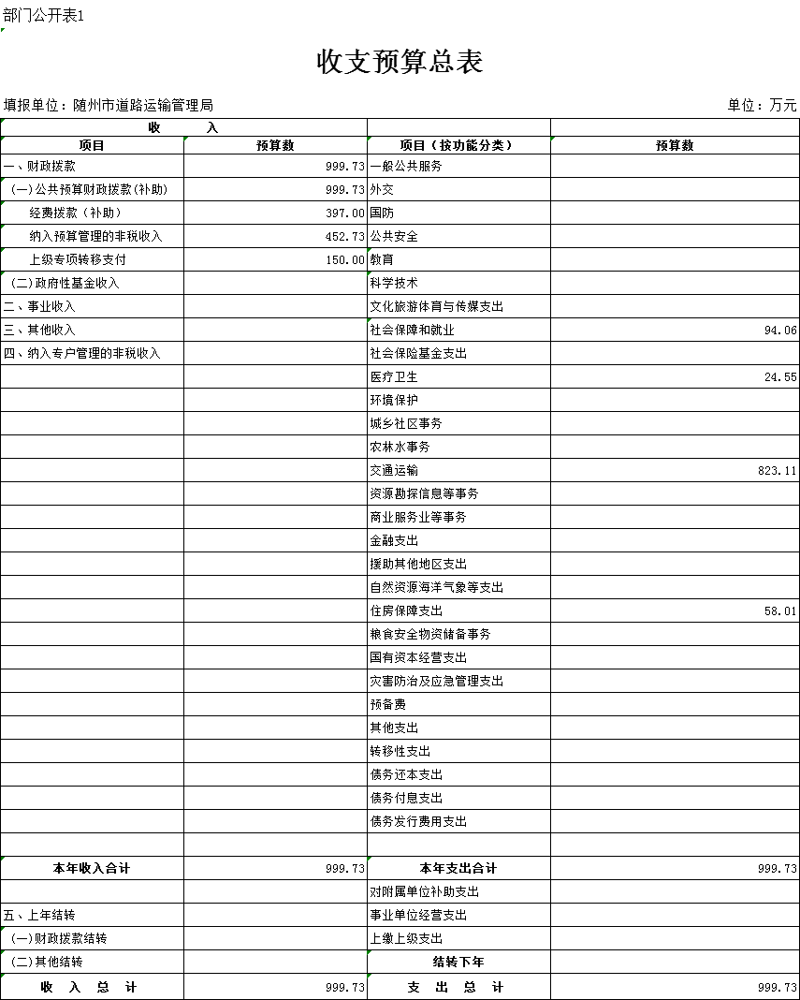 部门公开表1
收支预算总表
填报单位：随州市道路运输管理局 单位：万元
收 入
项目 预算数 项目（按功能分类） 预算数
一、财政拨款 999.73 一般公共服务
(一)公共预算财政拨款(补助) 999.73 外交
经费拨款（补助） 397.00 国防
纳入预算管理的非税收入 452.73 公共安全
上级专项转移支付 150.00 教育
(二)政府性基金收入 科学技术
二、事业收入 文化旅游体育与传媒支出
三、其他收入 社会保障和就业 94.06
四、纳入专户管理的非税收入 社会保险基金支出
医疗卫生 24.55
环境保护
城乡社区事务
农林水事务
交通运输 823.11
资源勘探信息等事务
商业服务业等事务
金融支出
援助其他地区支出
自然资源海洋气象等支出
住房保障支出 58.01
粮食安全物资储备事务
国有资本经营支出
灾害防治及应急管理支出
预备费
其他支出
转移性支出
债务还本支出
债务付息支出
债务发行费用支出
本年收入合计 999.73 本年支出合计 999.73
对附属单位补助支出
五、上年结转 事业单位经营支出
(一)财政拨款结转 上缴上级支出
(二)其他结转 结转下年
收 入 总 计 999.73 支 出 总 计 999.73